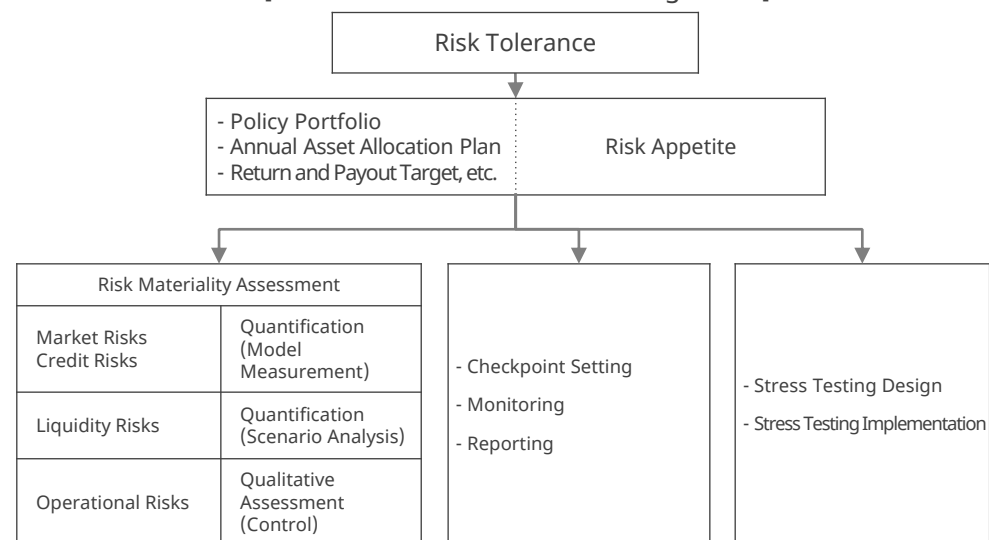 Risk Tolerance
- Policy Portfolio
- Annual Asset Allocation Plan
- Return and Payout Target, etc.
Risk Appetite
Risk Materiality Assessment
Market Risks
Credit Risks
Quantification
(Model
Measurement)
Liquidity Risks
Quantification
(Scenario Analysis)
Operational Risks
Qualitative
Assessment
(Control)
- Checkpoint Setting
- Monitoring
- Reporting
- Stress Testing Design
- Stress Testing Implementation